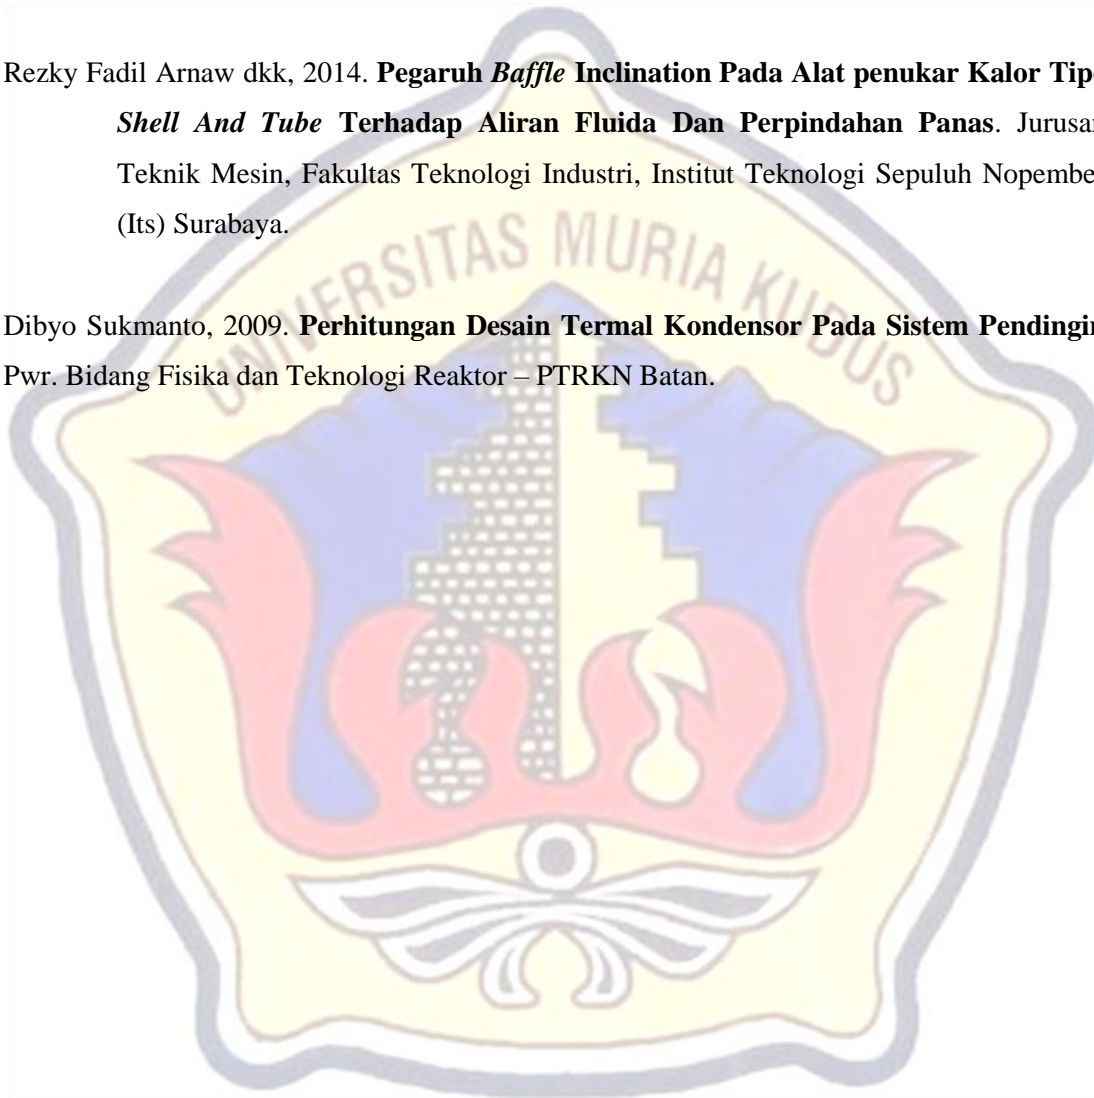 Rezky Fadil Arnaw dkk, 2014. Pegaruh Baffle Inclination Pada Alat penukar Kalor Tipe
Shell And Tube Terhadap Aliran Fluida Dan Perpindahan Panas. Jurusan
Teknik Mesin, Fakultas Teknologi Industri, Institut Teknologi Sepuluh Nopember
(Its) Surabaya.
UNIVERSITAS MURIA KUDUS
Dibyo Sukmanto, 2009. Perhitungan Desain Termal Kondensor Pada Sistem Pendingin
Pwr. Bidang Fisika dan Teknologi Reaktor – PTRKN Batan.